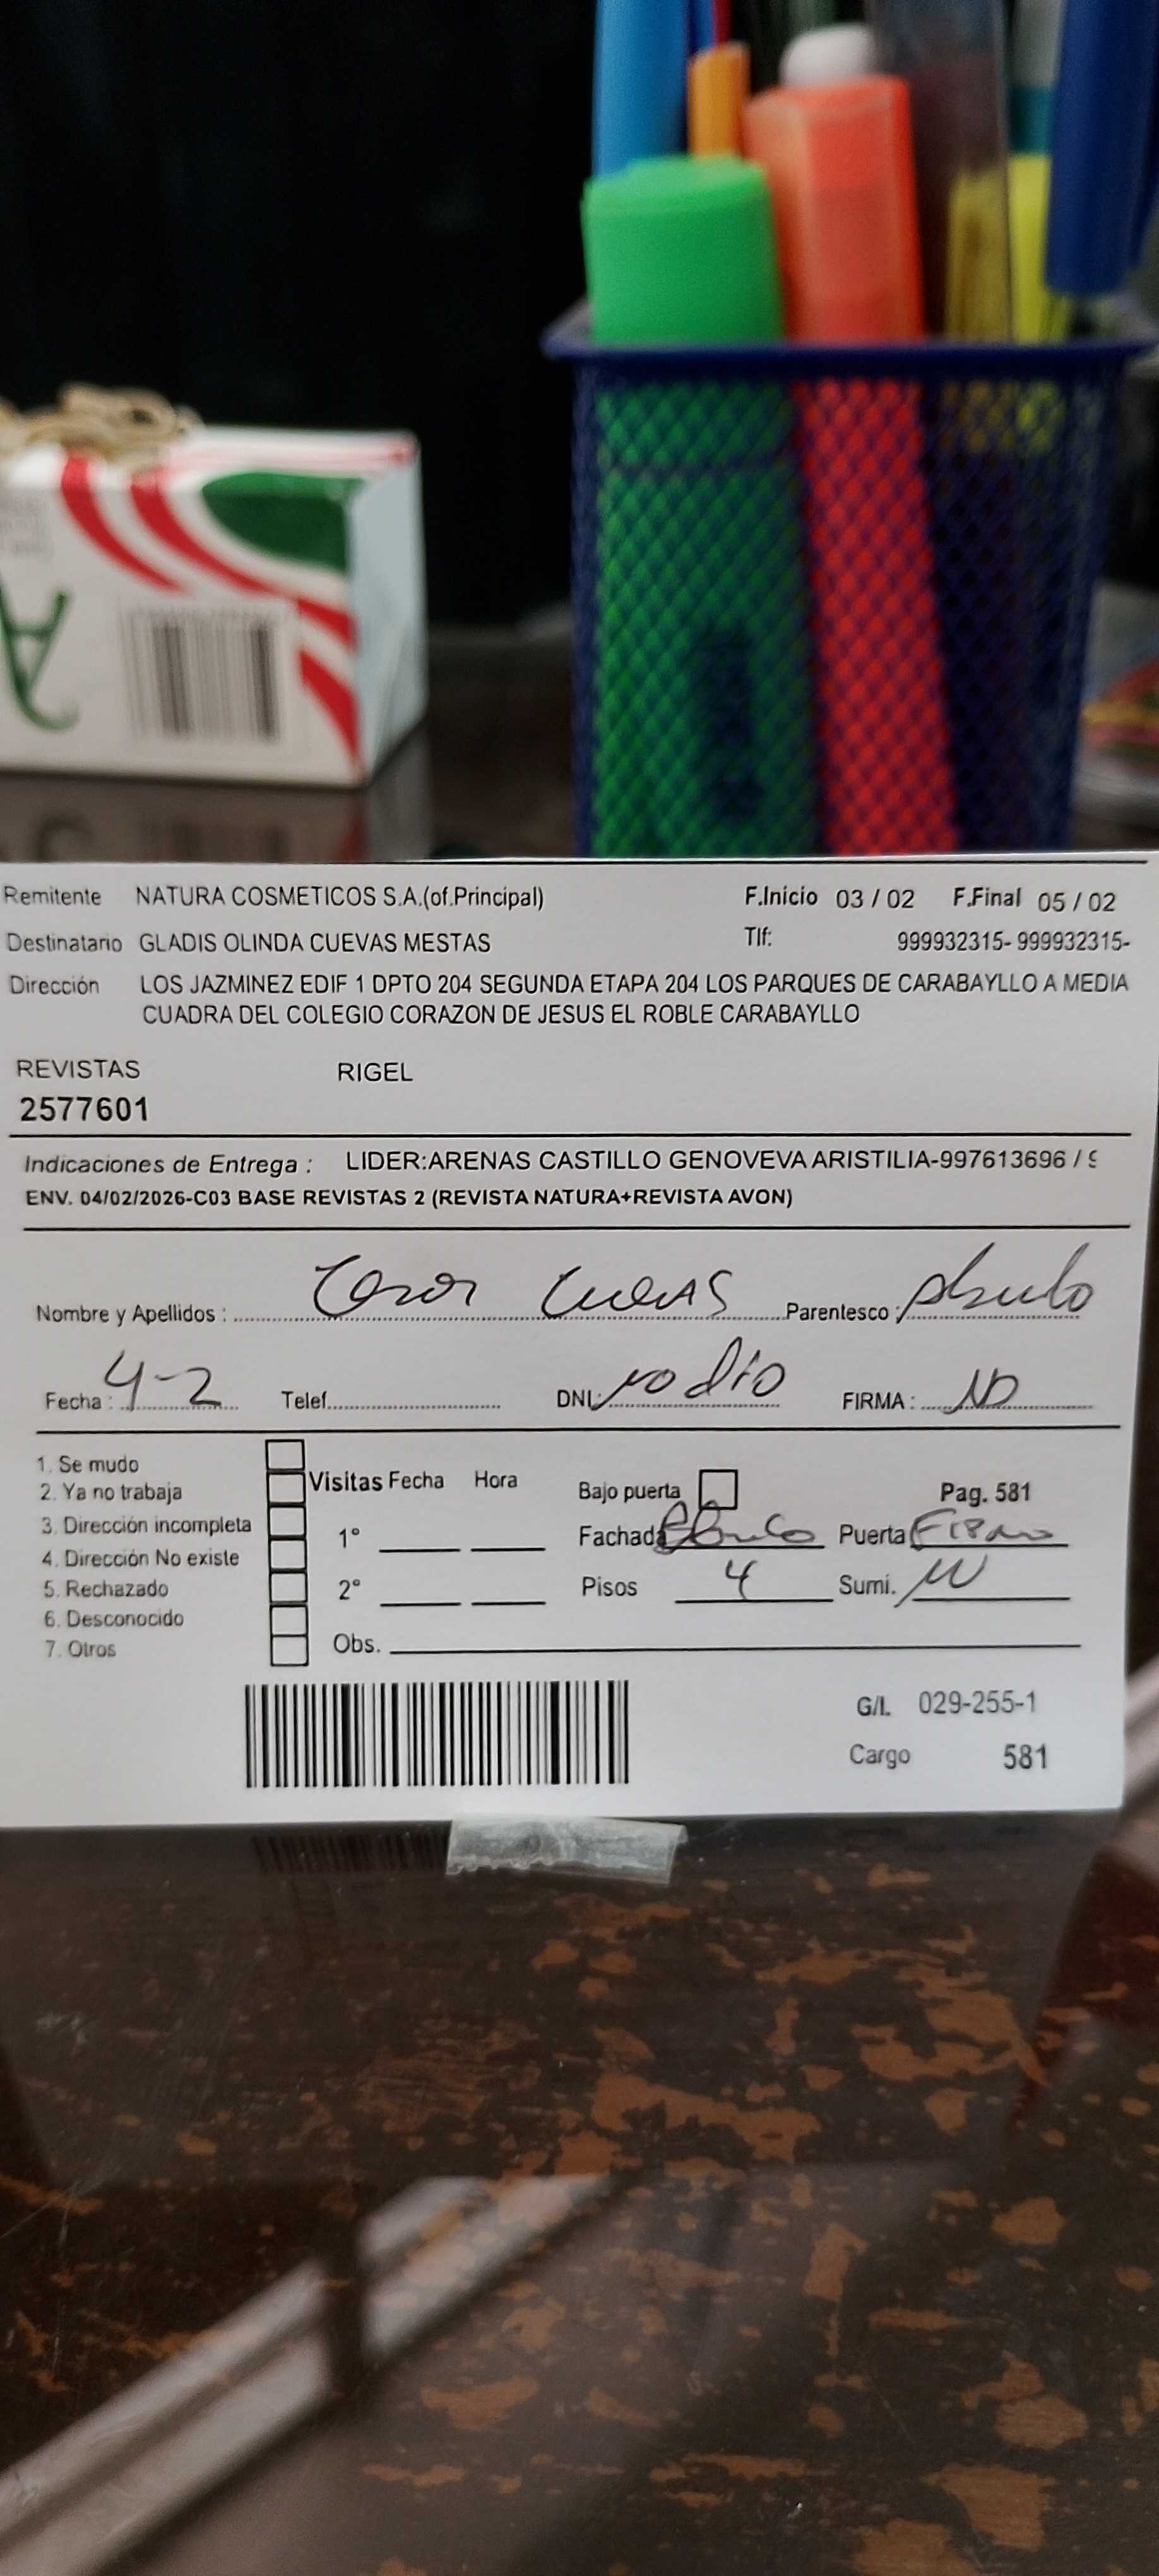 Remitente NATURA COSMETICOS S.A.(of.Principal) F.Inicio 03 / 02 F.Final 05 / 02
Destinatario GLADIS OLINDA CUEVAS MESTAS Tlf: 999932315- 999932315-
Dirección LOS JAZMINEZ EDIF 1 DPTO 204 SEGUNDA ETAPA 204 LOS PARQUES DE CARABAYLLO A MEDIA
CUADRA DEL COLEGIO CORAZON DE JESUS EL ROBLE CARABAYLLO
REVISTAS RIGEL
2577601
Indicaciones de Entrega : LIDER:ARENAS CASTILLO GENOVEVA ARISTILIA-997613696 / 9
ENV. 04/02/2026-C03 BASE REVISTAS 2 (REVISTA NATURA+REVISTA AVON)
Nombre y Apellidos : Cesar Cuevas Parentesco : Abuelo
Fecha : 4-2 Telef. DNI: no dio FIRMA : ND
1. Se mudo
2. Ya no trabaja
3. Dirección incompleta
4. Dirección No existe
5. Rechazado
6. Desconocido
7. Otros
Visitas Fecha Hora
1°
2°
Obs.
Bajo puerta Pag. 581
Fachada Blanco Puerta Fierro
Pisos 4 Sumi.
G/I. 029-255-1
Cargo 581